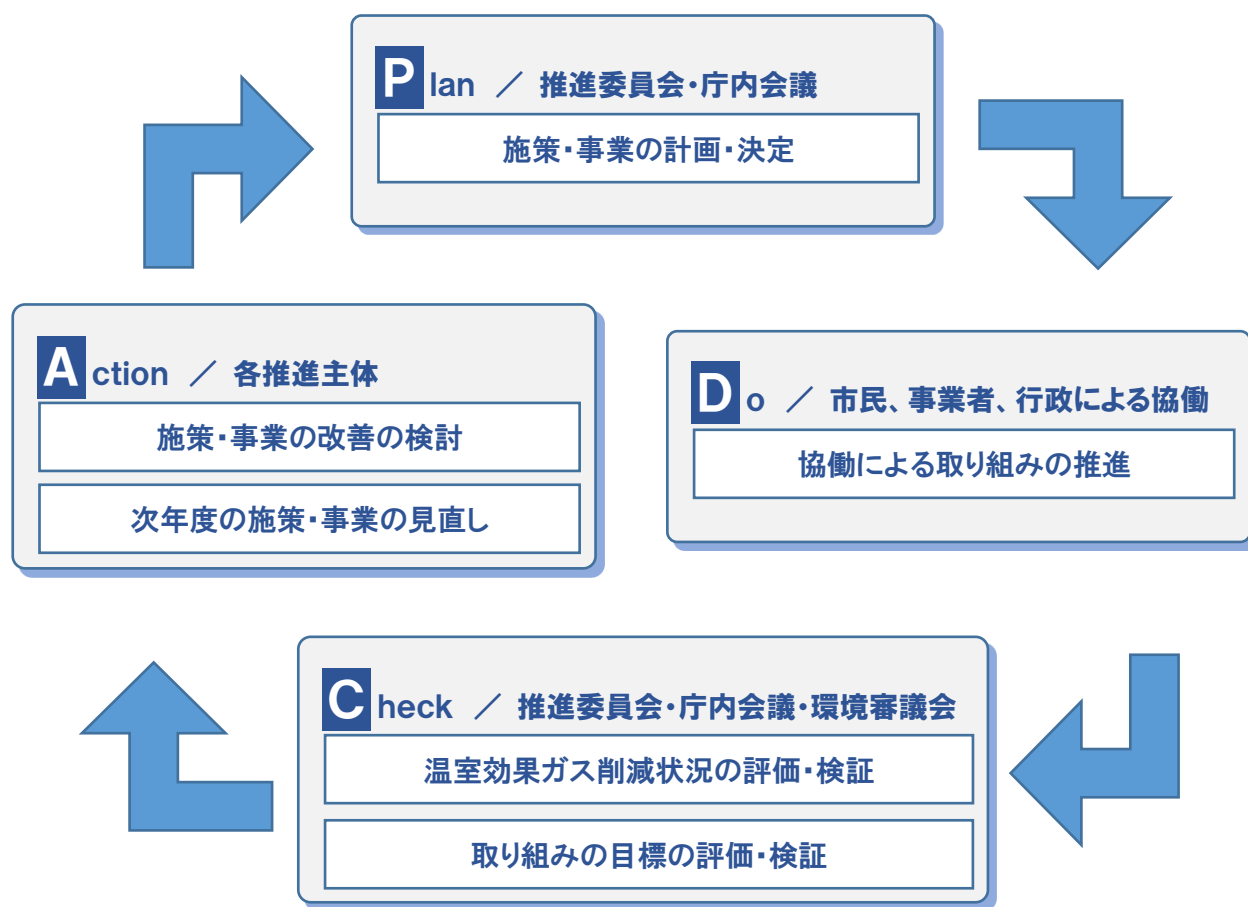 Plan ／ 推進委員会・庁内会議
施策・事業の計画・決定
Action ／ 各推進主体
施策・事業の改善の検討
次年度の施策・事業の見直し
Do ／ 市民、事業者、行政による協働
協働による取り組みの推進
Check ／ 推進委員会・庁内会議・環境審議会
温室効果ガス削減状況の評価・検証
取り組みの目標の評価・検証